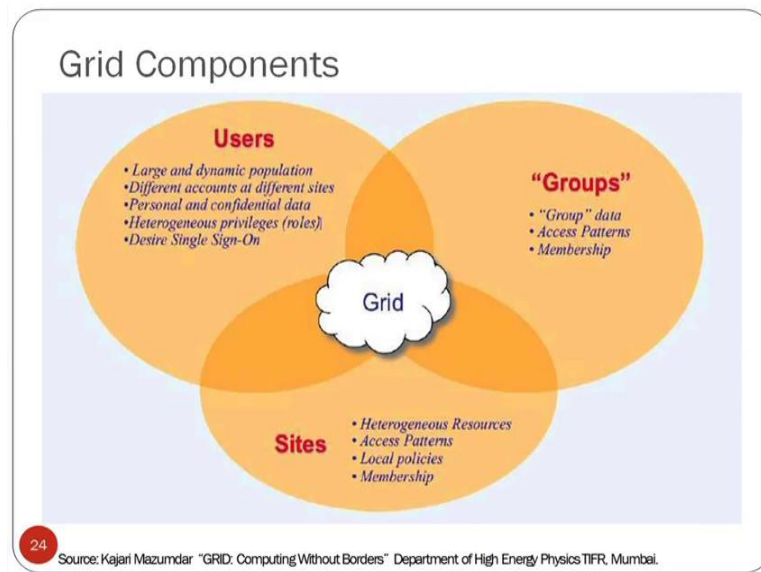 Grid Components
Users
• Large and dynamic population
•Different accounts at different sites
•Personal and confidential data
•Heterogeneous privileges (roles)
•Desire Single Sign-On
“Groups”
• “Group” data
• Access Patterns
• Membership
Grid
Sites
• Heterogeneous Resources
• Access Patterns
• Local policies
• Membership
24
Source: Kajari Mazumdar “GRID: Computing Without Borders” Department of High Energy Physics TIFR, Mumbai.